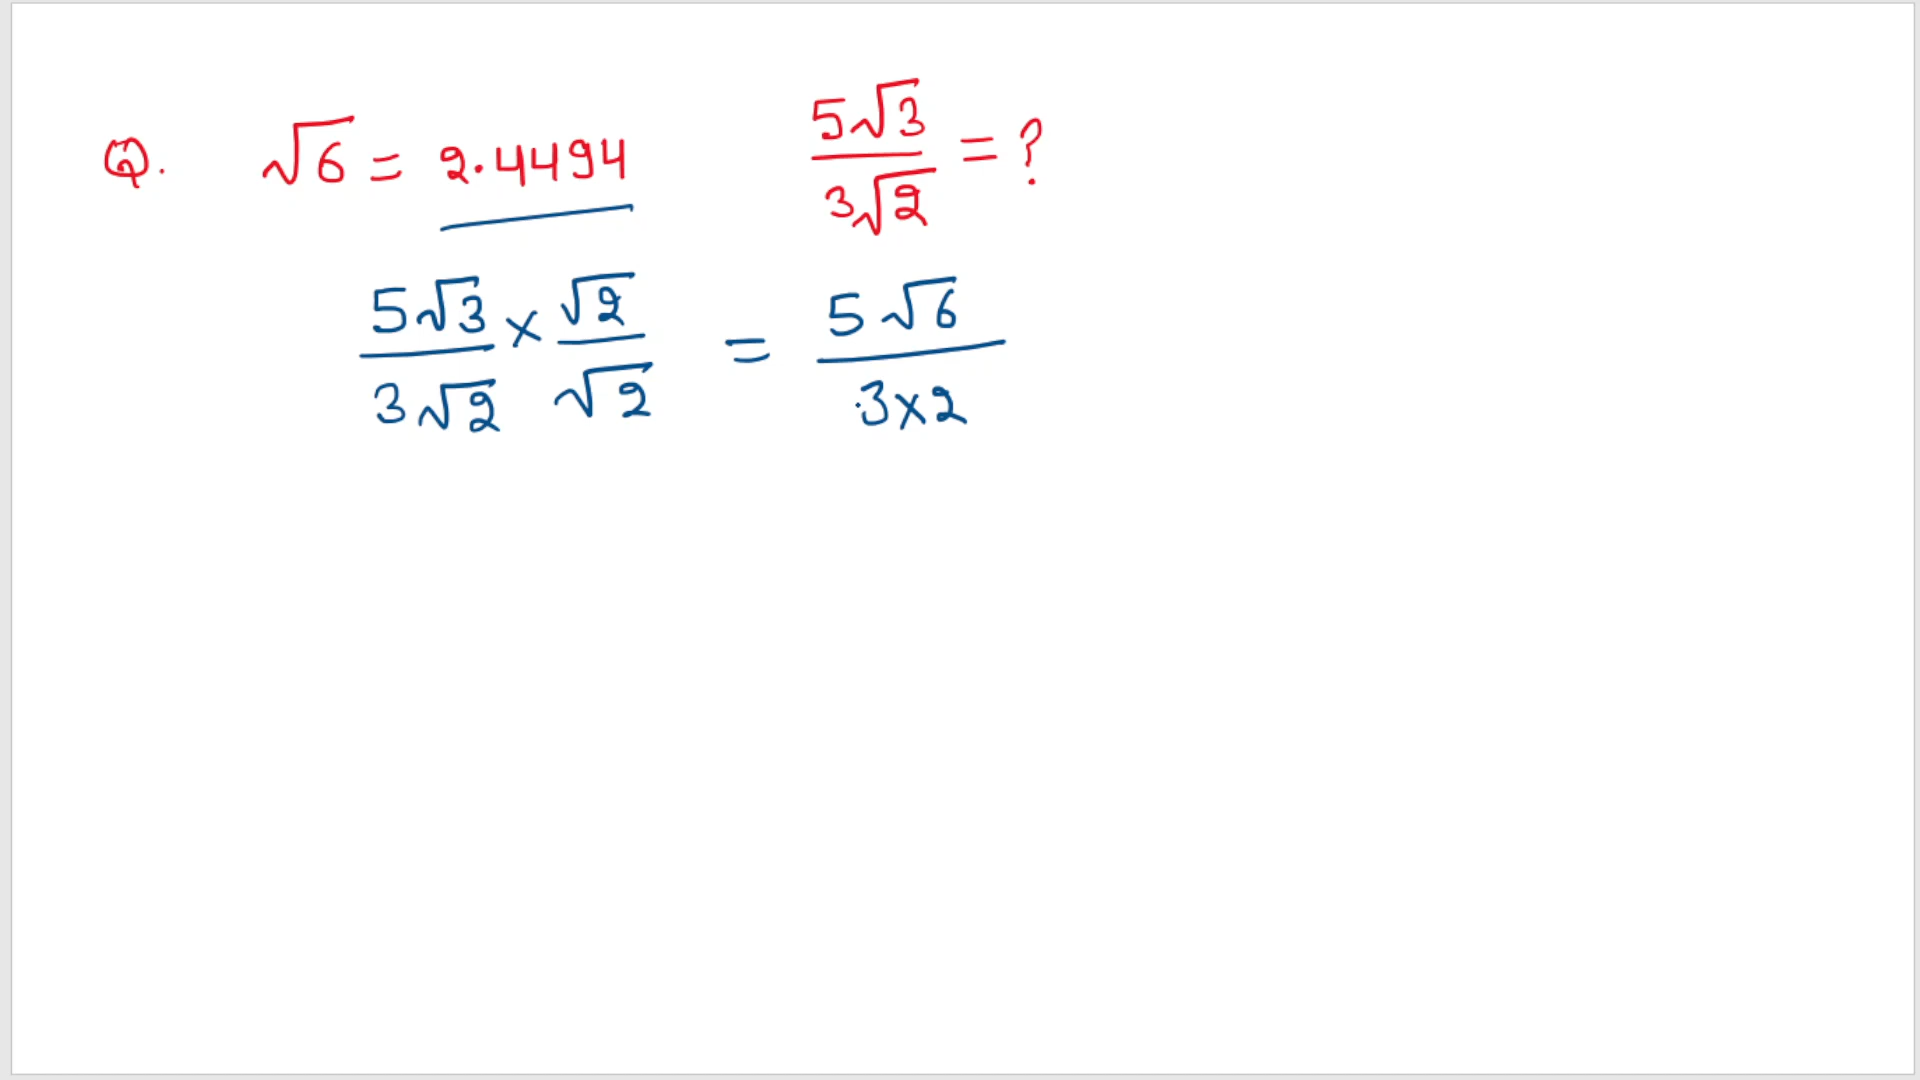 Q. √6 = 2.4494 5√3/3√2 = ?
5√3/3√2 × √2/√2 = 5√6/3×2